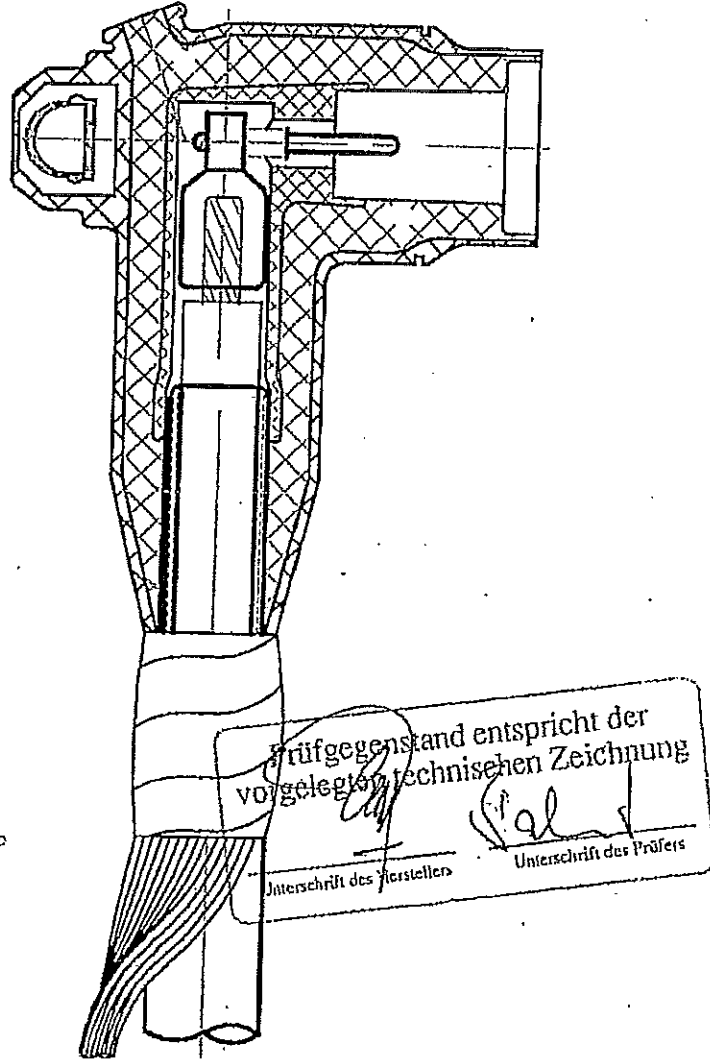 Prüfgegenstand entspricht der
vorgelegten technischen Zeichnung
Unterschrift des Herstellers
Unterschrift des Prüfers